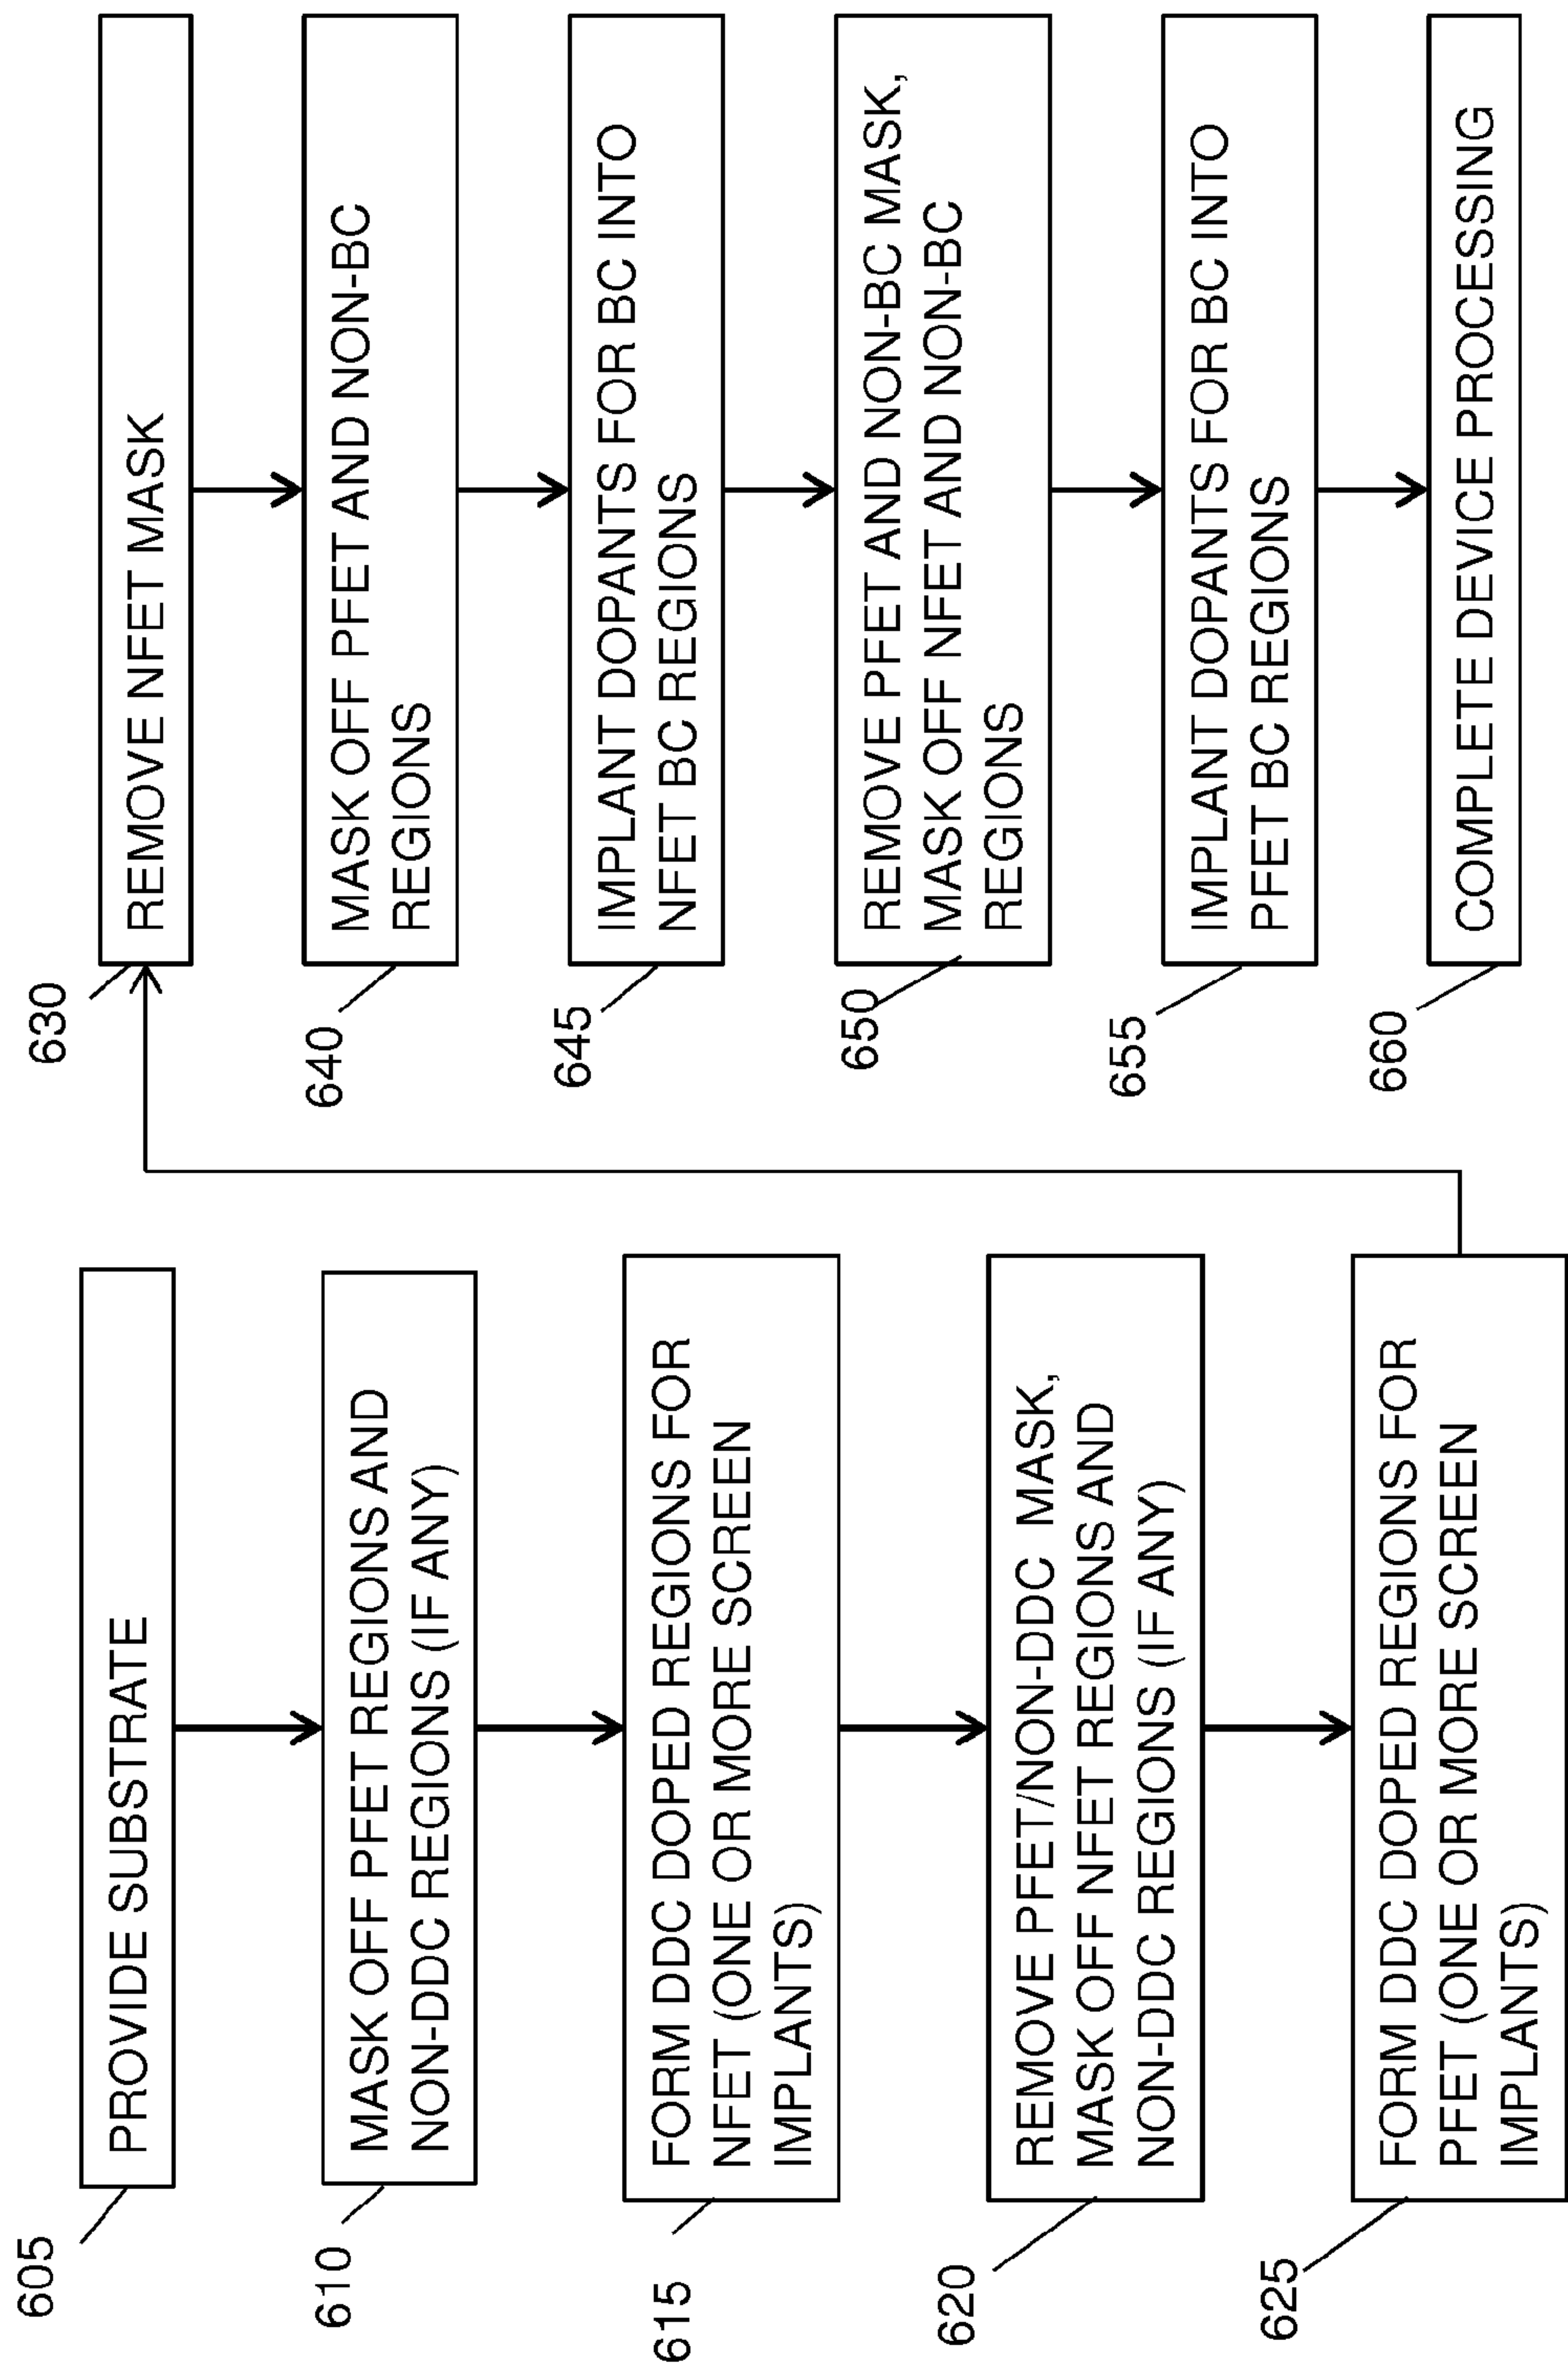 605
PROVIDE SUBSTRATE
610
MASK OFF PFET REGIONS AND
NON-DDC REGIONS (IF ANY)
615
FORM DDC DOPED REGIONS FOR
NFET (ONE OR MORE SCREEN
IMPLANTS)
620
REMOVE PFET/NON-DDC MASK,
MASK OFF NFET REGIONS AND
NON-DDC REGIONS (IF ANY)
625
FORM DDC DOPED REGIONS FOR
PFET (ONE OR MORE SCREEN
IMPLANTS)
630
REMOVE NFET MASK
640
MASK OFF PFET AND NON-BC
REGIONS
645
IMPLANT DOPANTS FOR BC INTO
NFET BC REGIONS
650
REMOVE PFET AND NON-BC MASK,
MASK OFF NFET AND NON-BC
REGIONS
655
IMPLANT DOPANTS FOR BC INTO
PFET BC REGIONS
660
COMPLETE DEVICE PROCESSING